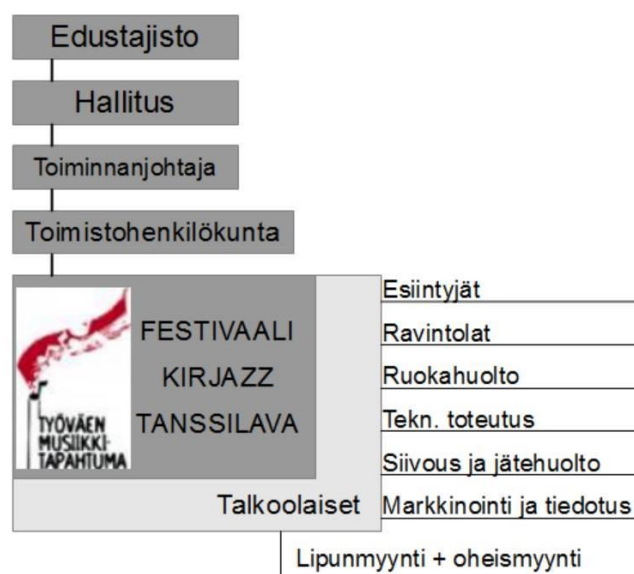 Edustajisto
Hallitus
Toiminnanjohtaja
Toimistohenkilökunta
FESTIVAALI
KIRJAZZ
TANSSILAVA
TYÖVÄEN
MUSIIKKI-
TAPAHTUMA
Talkoolaiset
Esiintyjät
Ravintolat
Ruokahuolto
Tekn. toteutus
Siivous ja jätehuolto
Markkinointi ja tiedotus
Lipunmyynti + oheismyynti